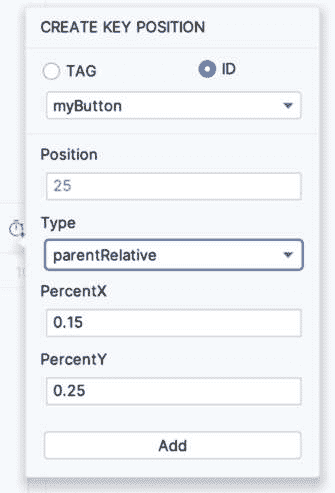 CREATE KEY POSITION
TAG
ID
myButton
Position
25
Type
parentRelative
PercentX
0.15
PercentY
0.25
Add